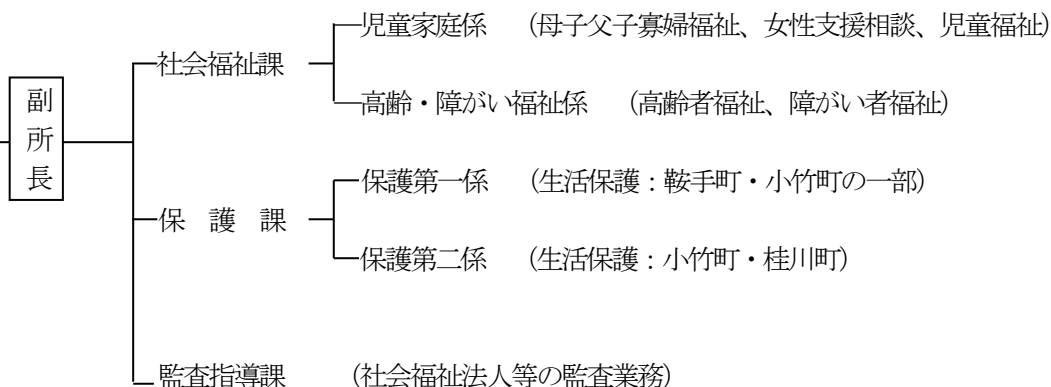 児童家庭係　（母子父子寡婦福祉、女性支援相談、児童福祉）
社会福祉課
高齢・障がい福祉係　（高齢者福祉、障がい者福祉）
副所長
保護第一係　（生活保護：鞍手町・小竹町の一部）
保　護　課
保護第二係　（生活保護：小竹町・桂川町）
監査指導課　（社会福祉法人等の監査業務）